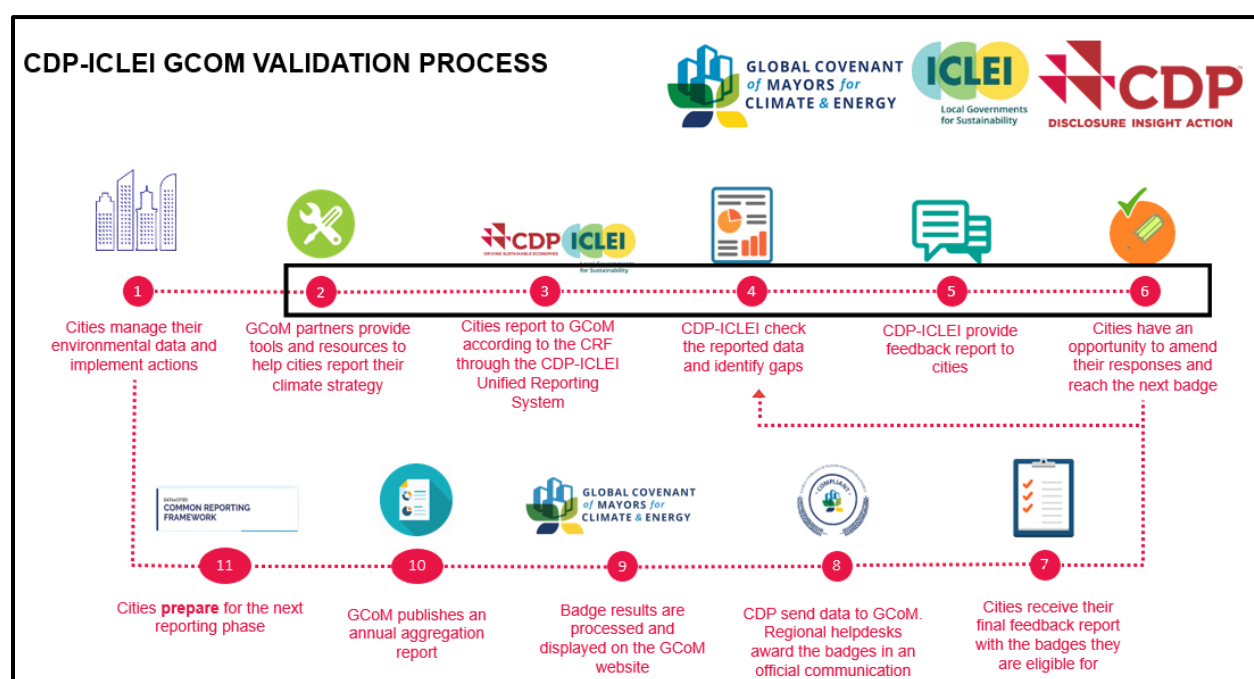 CDP-ICLEI GCOM VALIDATION PROCESS
GLOBAL COVENANT
of MAYORS for
CLIMATE & ENERGY
ICLEI
Local Governments
for Sustainability
CDP
DISCLOSURE INSIGHT ACTION
CDP
DRIVING SUSTAINABLE ECONOMIES
ICLEI
Local Governments
for Sustainability
1
2
3
4
5
6
Cities manage their
environmental data and
implement actions
GCoM partners provide
tools and resources to
help cities report their
climate strategy
Cities report to GCoM
according to the CRF
through the CDP-ICLEI
Unified Reporting
System
CDP-ICLEI check
the reported data
and identify gaps
CDP-ICLEI provide
feedback report to
cities
Cities have an
opportunity to amend
their responses and
reach the next badge
COMMON REPORTING
FRAMEWORK
GLOBAL COVENANT
of MAYORS for
CLIMATE & ENERGY
COMPLIANT
11
10
9
8
7
Cities prepare for the next
reporting phase
GCoM publishes an
annual aggregation
report
Badge results are
processed and
displayed on the GCoM
website
CDP send data to GCoM.
Regional helpdesks
award the badges in an
official communication
Cities receive their
final feedback report
with the badges they
are eligible for